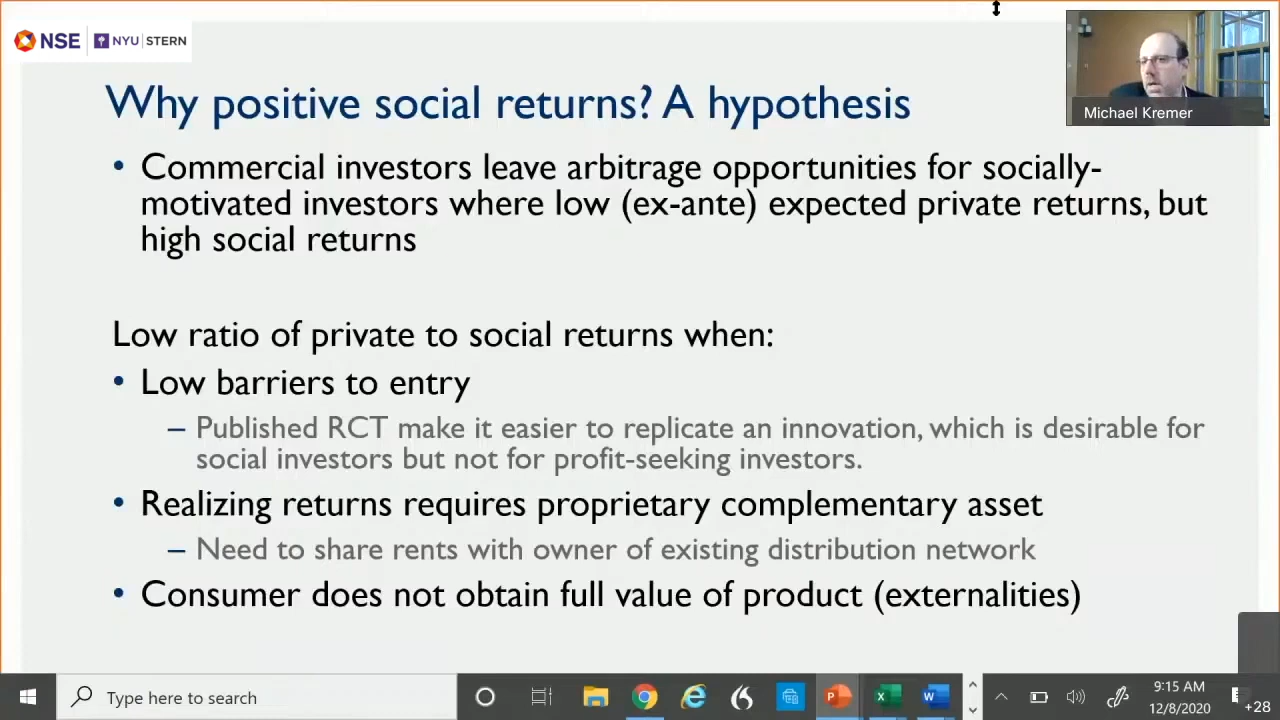 NSE NYU | STERN
Michael Kremer
Why positive social returns? A hypothesis
• Commercial investors leave arbitrage opportunities for socially-
motivated investors where low (ex-ante) expected private returns, but
high social returns
Low ratio of private to social returns when:
• Low barriers to entry
– Published RCT make it easier to replicate an innovation, which is desirable for
social investors but not for profit-seeking investors.
• Realizing returns requires proprietary complementary asset
– Need to share rents with owner of existing distribution network
• Consumer does not obtain full value of product (externalities)
Type here to search
9:15 AM
12/8/2020
+28